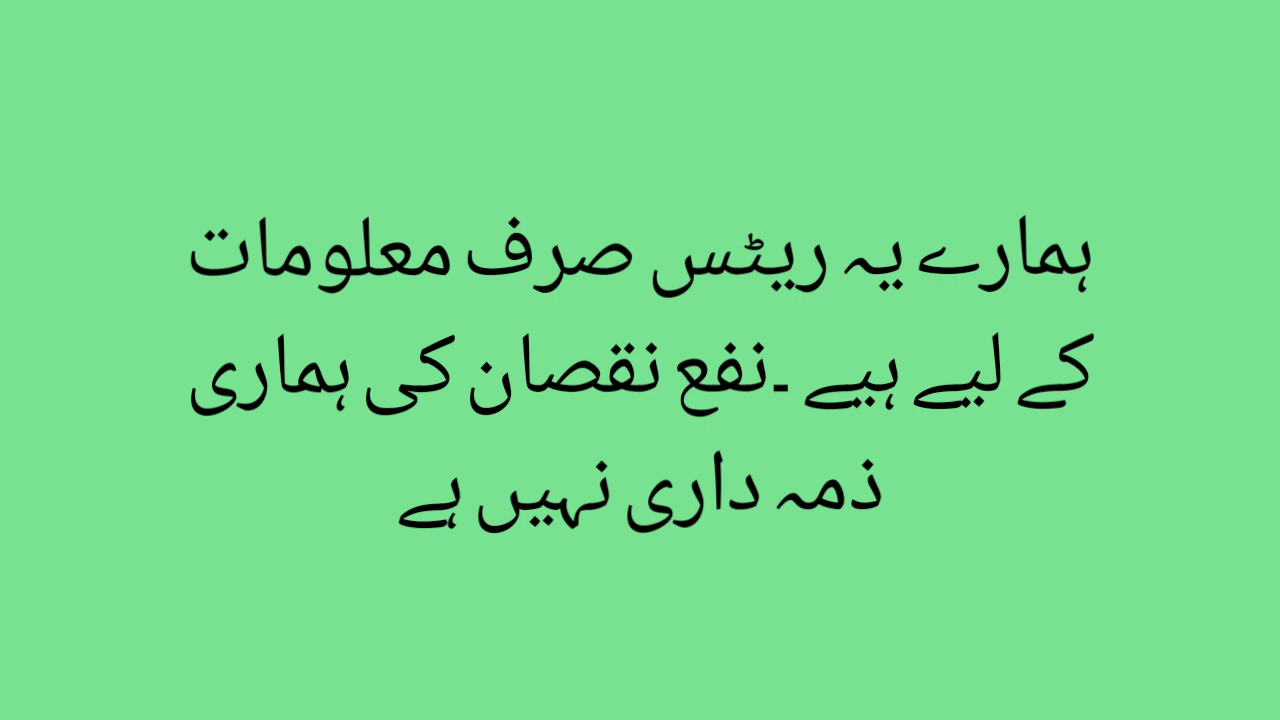 ہمارے یہ ریٹس صرف معلومات
کے لیے ہیے ۔نفع نقصان کی ہماری
ذمہ داری نہیں ہے